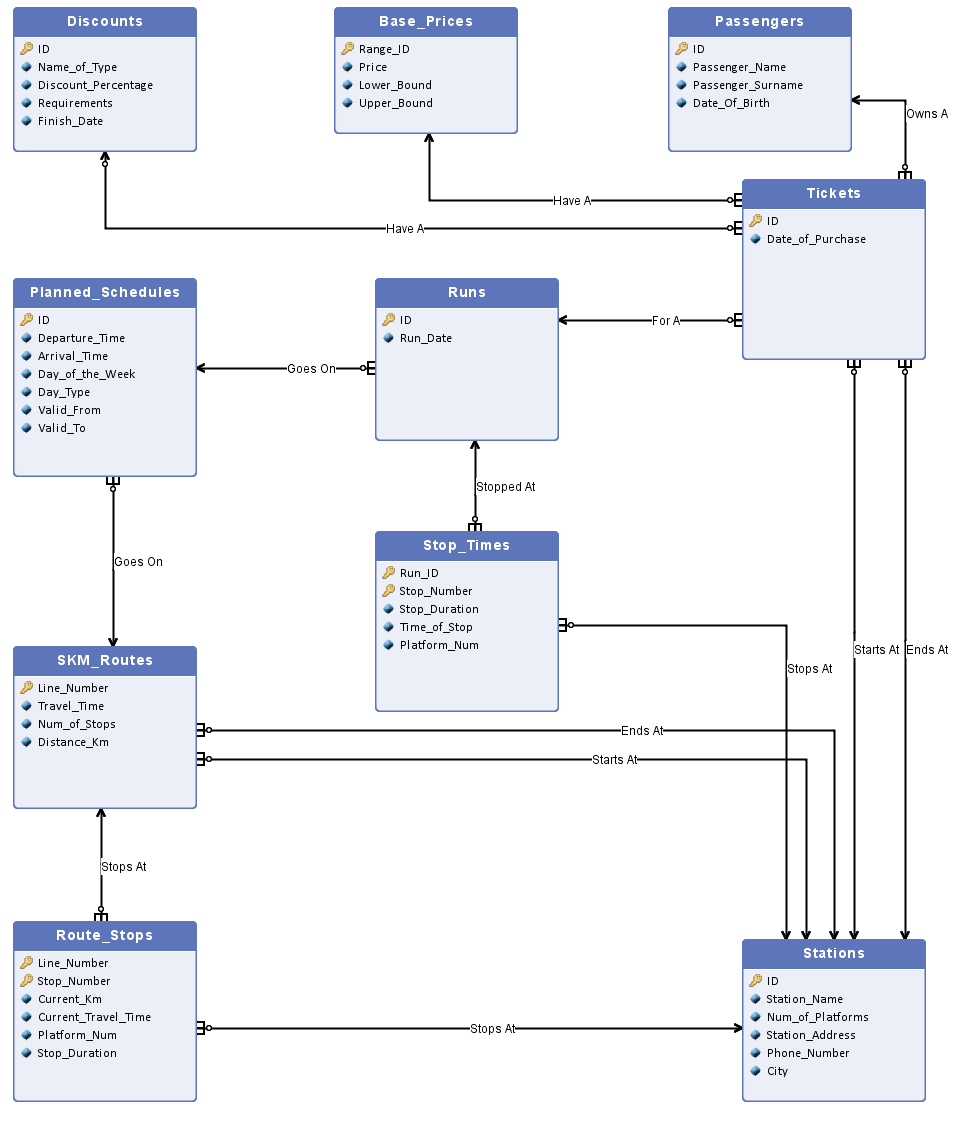 Discounts
ID
Name_of_Type
Discount_Percentage
Requirements
Finish_Date
Base_Prices
Range_ID
Price
Lower_Bound
Upper_Bound
Passengers
ID
Passenger_Name
Passenger_Surname
Date_Of_Birth
Owns A
Have A
Have A
Tickets
ID
Date_of_Purchase
Planned_Schedules
ID
Departure_Time
Arrival_Time
Day_of_the_Week
Day_Type
Valid_From
Valid_To
Goes On
Runs
ID
Run_Date
For A
Stopped At
Goes On
Stop_Times
Run_ID
Stop_Number
Stop_Duration
Time_of_Stop
Platform_Num
Stops At
Starts At
Ends At
SKM_Routes
Line_Number
Travel_Time
Num_of_Stops
Distance_Km
Ends At
Starts At
Stops At
Route_Stops
Line_Number
Stop_Number
Current_Km
Current_Travel_Time
Platform_Num
Stop_Duration
Stops At
Stations
ID
Station_Name
Num_of_Platforms
Station_Address
Phone_Number
City